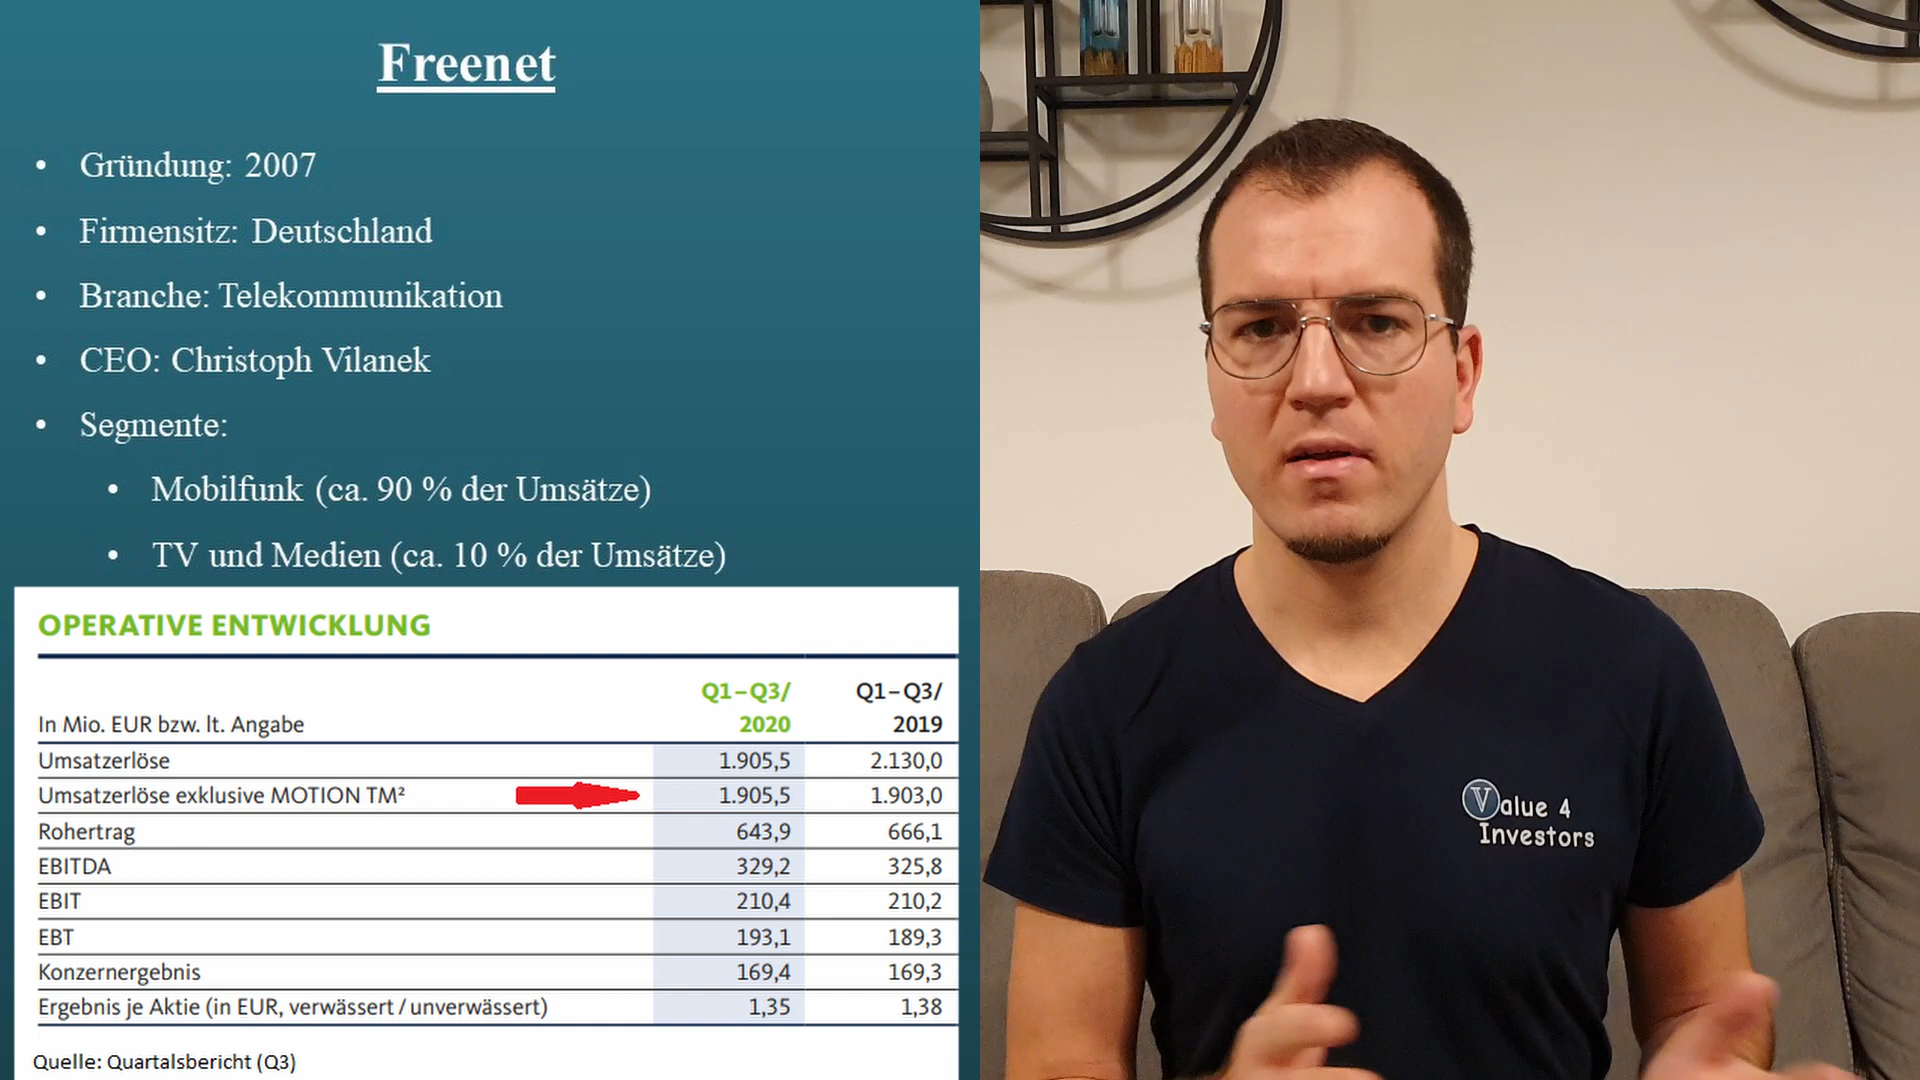 Freenet
• Gründung: 2007
• Firmensitz: Deutschland
• Branche: Telekommunikation
• CEO: Christoph Vilanek
• Segmente:
• Mobilfunk (ca. 90 % der Umsätze)
• TV und Medien (ca. 10 % der Umsätze)
OPERATIVE ENTWICKLUNG
Q1–Q3/ Q1–Q3/
In Mio. EUR bzw. lt. Angabe 2020 2019
Umsatzerlöse 1.905,5 2.130,0
Umsatzerlöse exklusive MOTION TM² 1.905,5 1.903,0
Rohertrag 643,9 666,1
EBITDA 329,2 325,8
EBIT 210,4 210,2
EBT 193,1 189,3
Konzernergebnis 169,4 169,3
Ergebnis je Aktie (in EUR, verwässert / unverwässert) 1,35 1,38
Quelle: Quartalsbericht (Q3)
Value 4
Investors